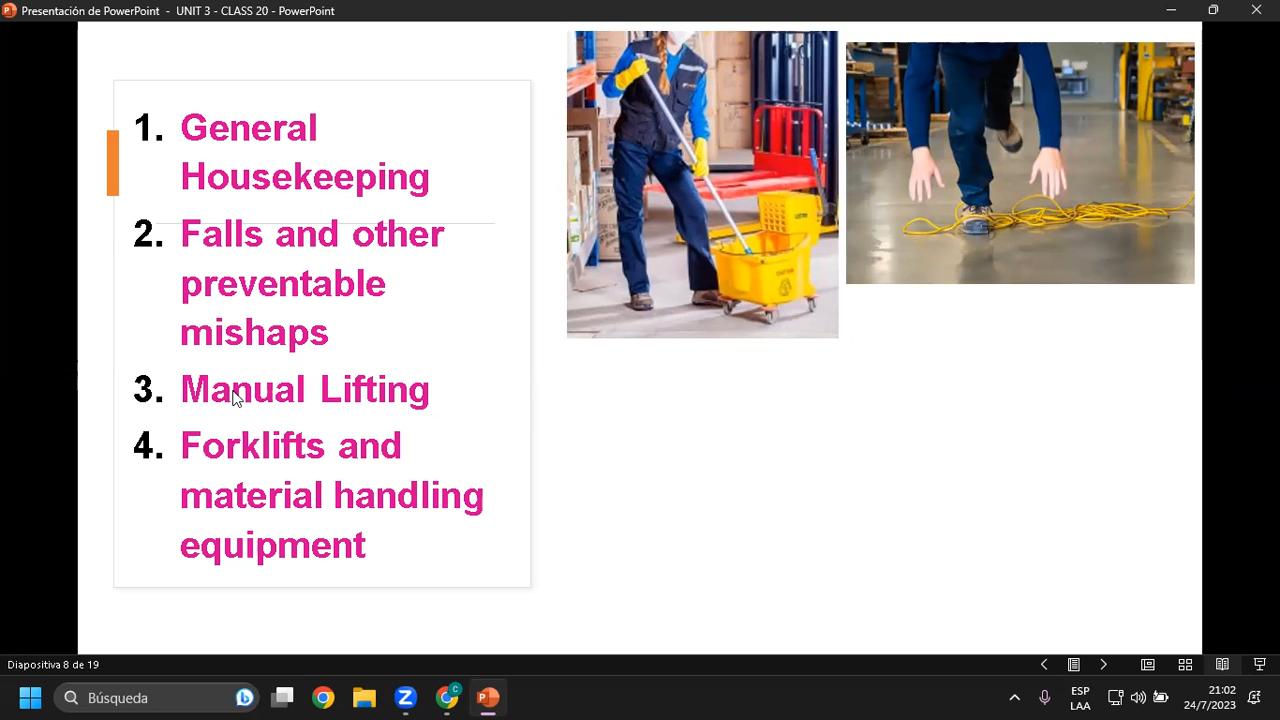 Presentación de PowerPoint - UNIT 3 - CLASS 20 - PowerPoint
1. General
Housekeeping
2. Falls and other
preventable
mishaps
3. Manual Lifting
4. Forklifts and
material handling
equipment
Diapositiva 8 de 19
Búsqueda
ESP
LAA
21:02
24/7/2023